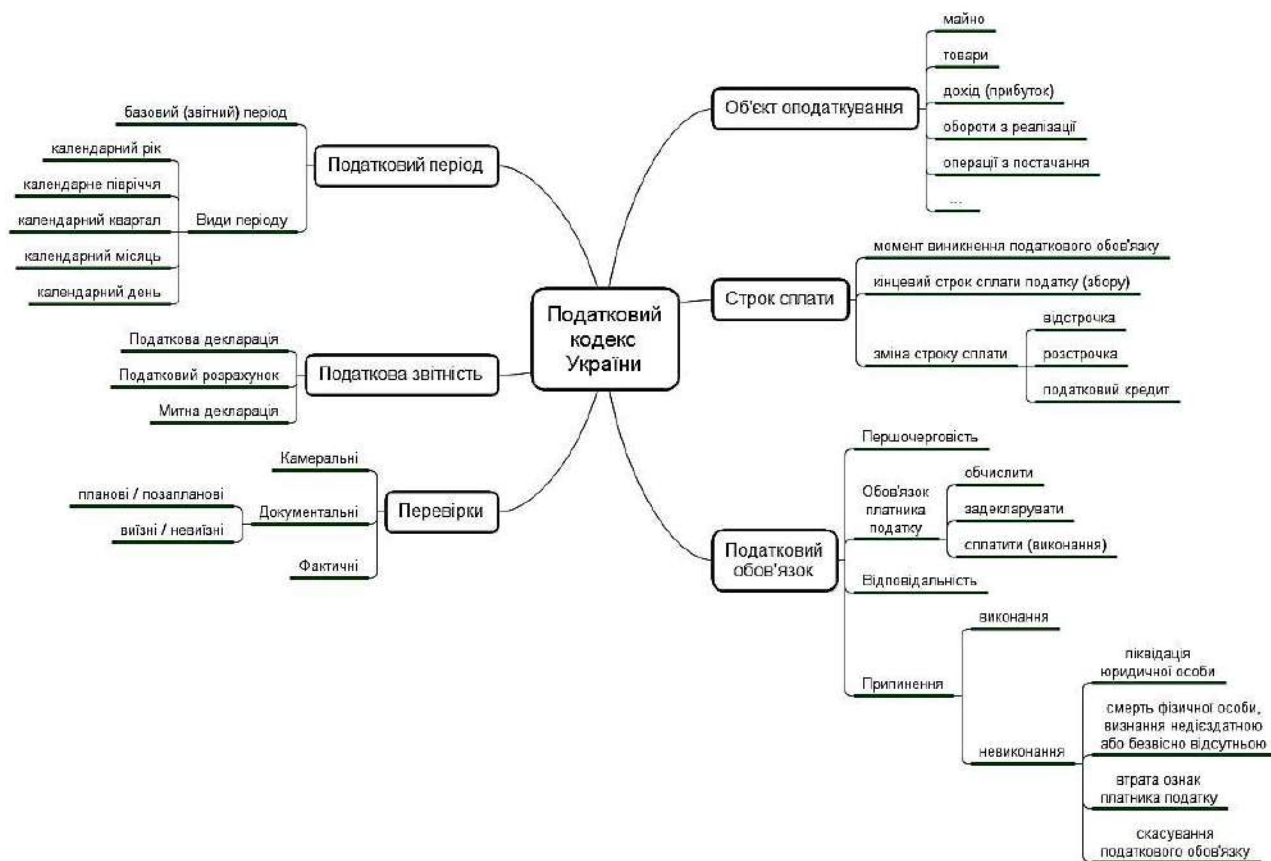 Податковий
кодекс
України
Об'єкт оподаткування
майно
товари
дохід (прибуток)
обороти з реалізації
операції з постачання
...
Строк сплати
момент виникнення податкового обов'язку
кінцевий строк сплати податку (збору)
зміна строку сплати
відстрочка
розстрочка
податковий кредит
Податковий
обов'язок
Першочерговість
Обов'язок
платника
податку
обчислити
задекларувати
сплатити (виконання)
Відповідальність
Припинення
виконання
невиконання
ліквідація
юридичної особи
смерть фізичної особи,
визнання недієздатною
або безвісно відсутньою
втрата ознак
платника податку
скасування
податкового обов'язку
Податковий період
базовий (звітний) період
Види періоду
календарний рік
календарне півріччя
календарний квартал
календарний місяць
календарний день
Податкова звітність
Податкова декларація
Податковий розрахунок
Митна декларація
Перевірки
Камеральні
Документальні
планові / позапланові
виїзні / невиїзні
Фактичні